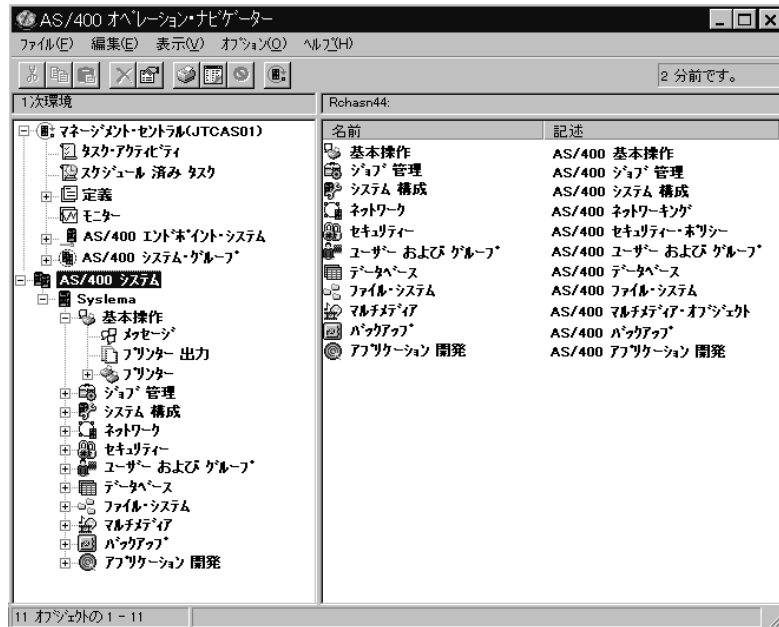 AS/400 オペレーション・ナビゲーター
ファイル(F) 編集(E) 表示(V) オプション(O) ヘルプ(H)
2 分前です。
1次環境
Rchasn44:
マネージメント・セントラル(JTCAS01)
タスク・アクティビティ
スケジュール 済み タスク
定義
モニター
AS/400 エンドポイント・システム
AS/400 システム・グループ
AS/400 システム
Syslema
基本操作
メッセージ
プリンター 出力
プリンター
ジョブ 管理
システム 構成
ネットワーク
セキュリティー
ユーザー および グループ
データベース
ファイル・システム
マルチメディア
バックアップ
アプリケーション 開発
名前 記述
基本操作 AS/400 基本操作
ジョブ 管理 AS/400 ジョブ 管理
システム 構成 AS/400 システム 構成
ネットワーク AS/400 ネットワーキング
セキュリティー AS/400 セキュリティー・ポリシー
ユーザー および グループ AS/400 ユーザー および グループ
データベース AS/400 データベース
ファイル・システム AS/400 ファイル・システム
マルチメディア AS/400 マルチメディア・オブジェクト
バックアップ AS/400 バックアップ
アプリケーション 開発 AS/400 アプリケーション 開発
11 オブジェクトの 1 - 11